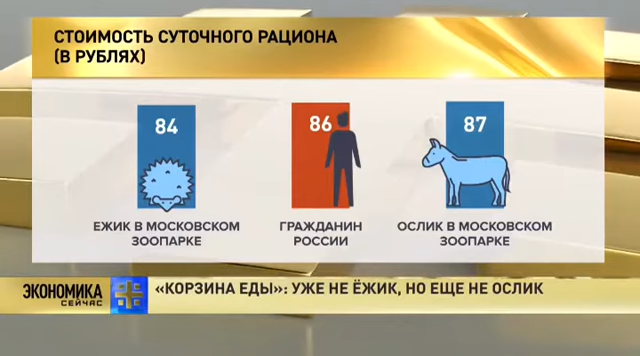 СТОИМОСТЬ СУТОЧНОГО РАЦИОНА
(В РУБЛЯХ)
84
86
87
ЕЖИК В МОСКОВСКОМ
ЗООПАРКЕ
ГРАЖДАНИН
РОССИИ
ОСЛИК В МОСКОВСКОМ
ЗООПАРКЕ
ЭКОНОМИКА
СЕЙЧАС
«КОРЗИНА ЕДЫ»: УЖЕ НЕ ЁЖИК, НО ЕЩЕ НЕ ОСЛИК